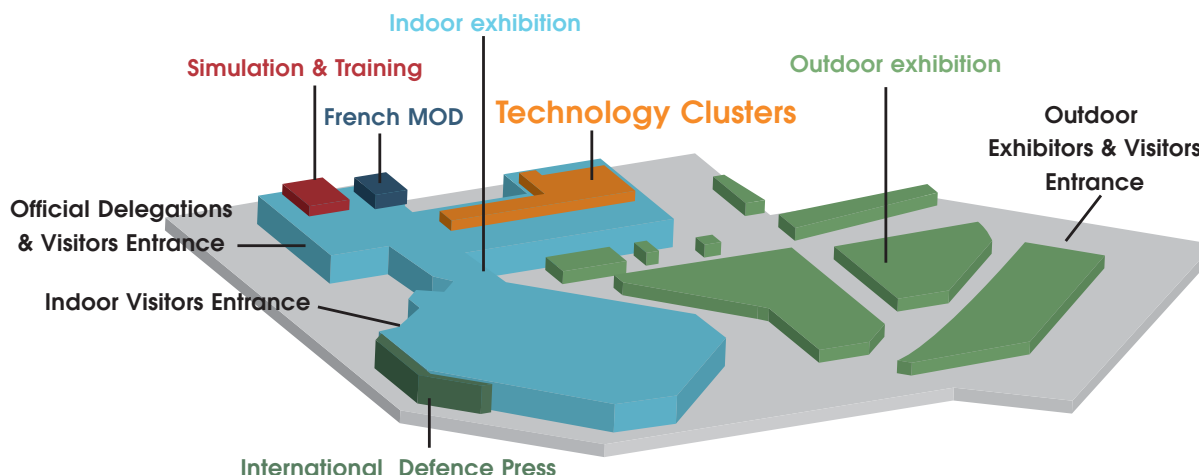 Indoor exhibition
Simulation & Training
Outdoor exhibition
French MOD
Technology Clusters
Outdoor
Exhibitors & Visitors
Entrance
Official Delegations
& Visitors Entrance
Indoor Visitors Entrance
International Defence Press